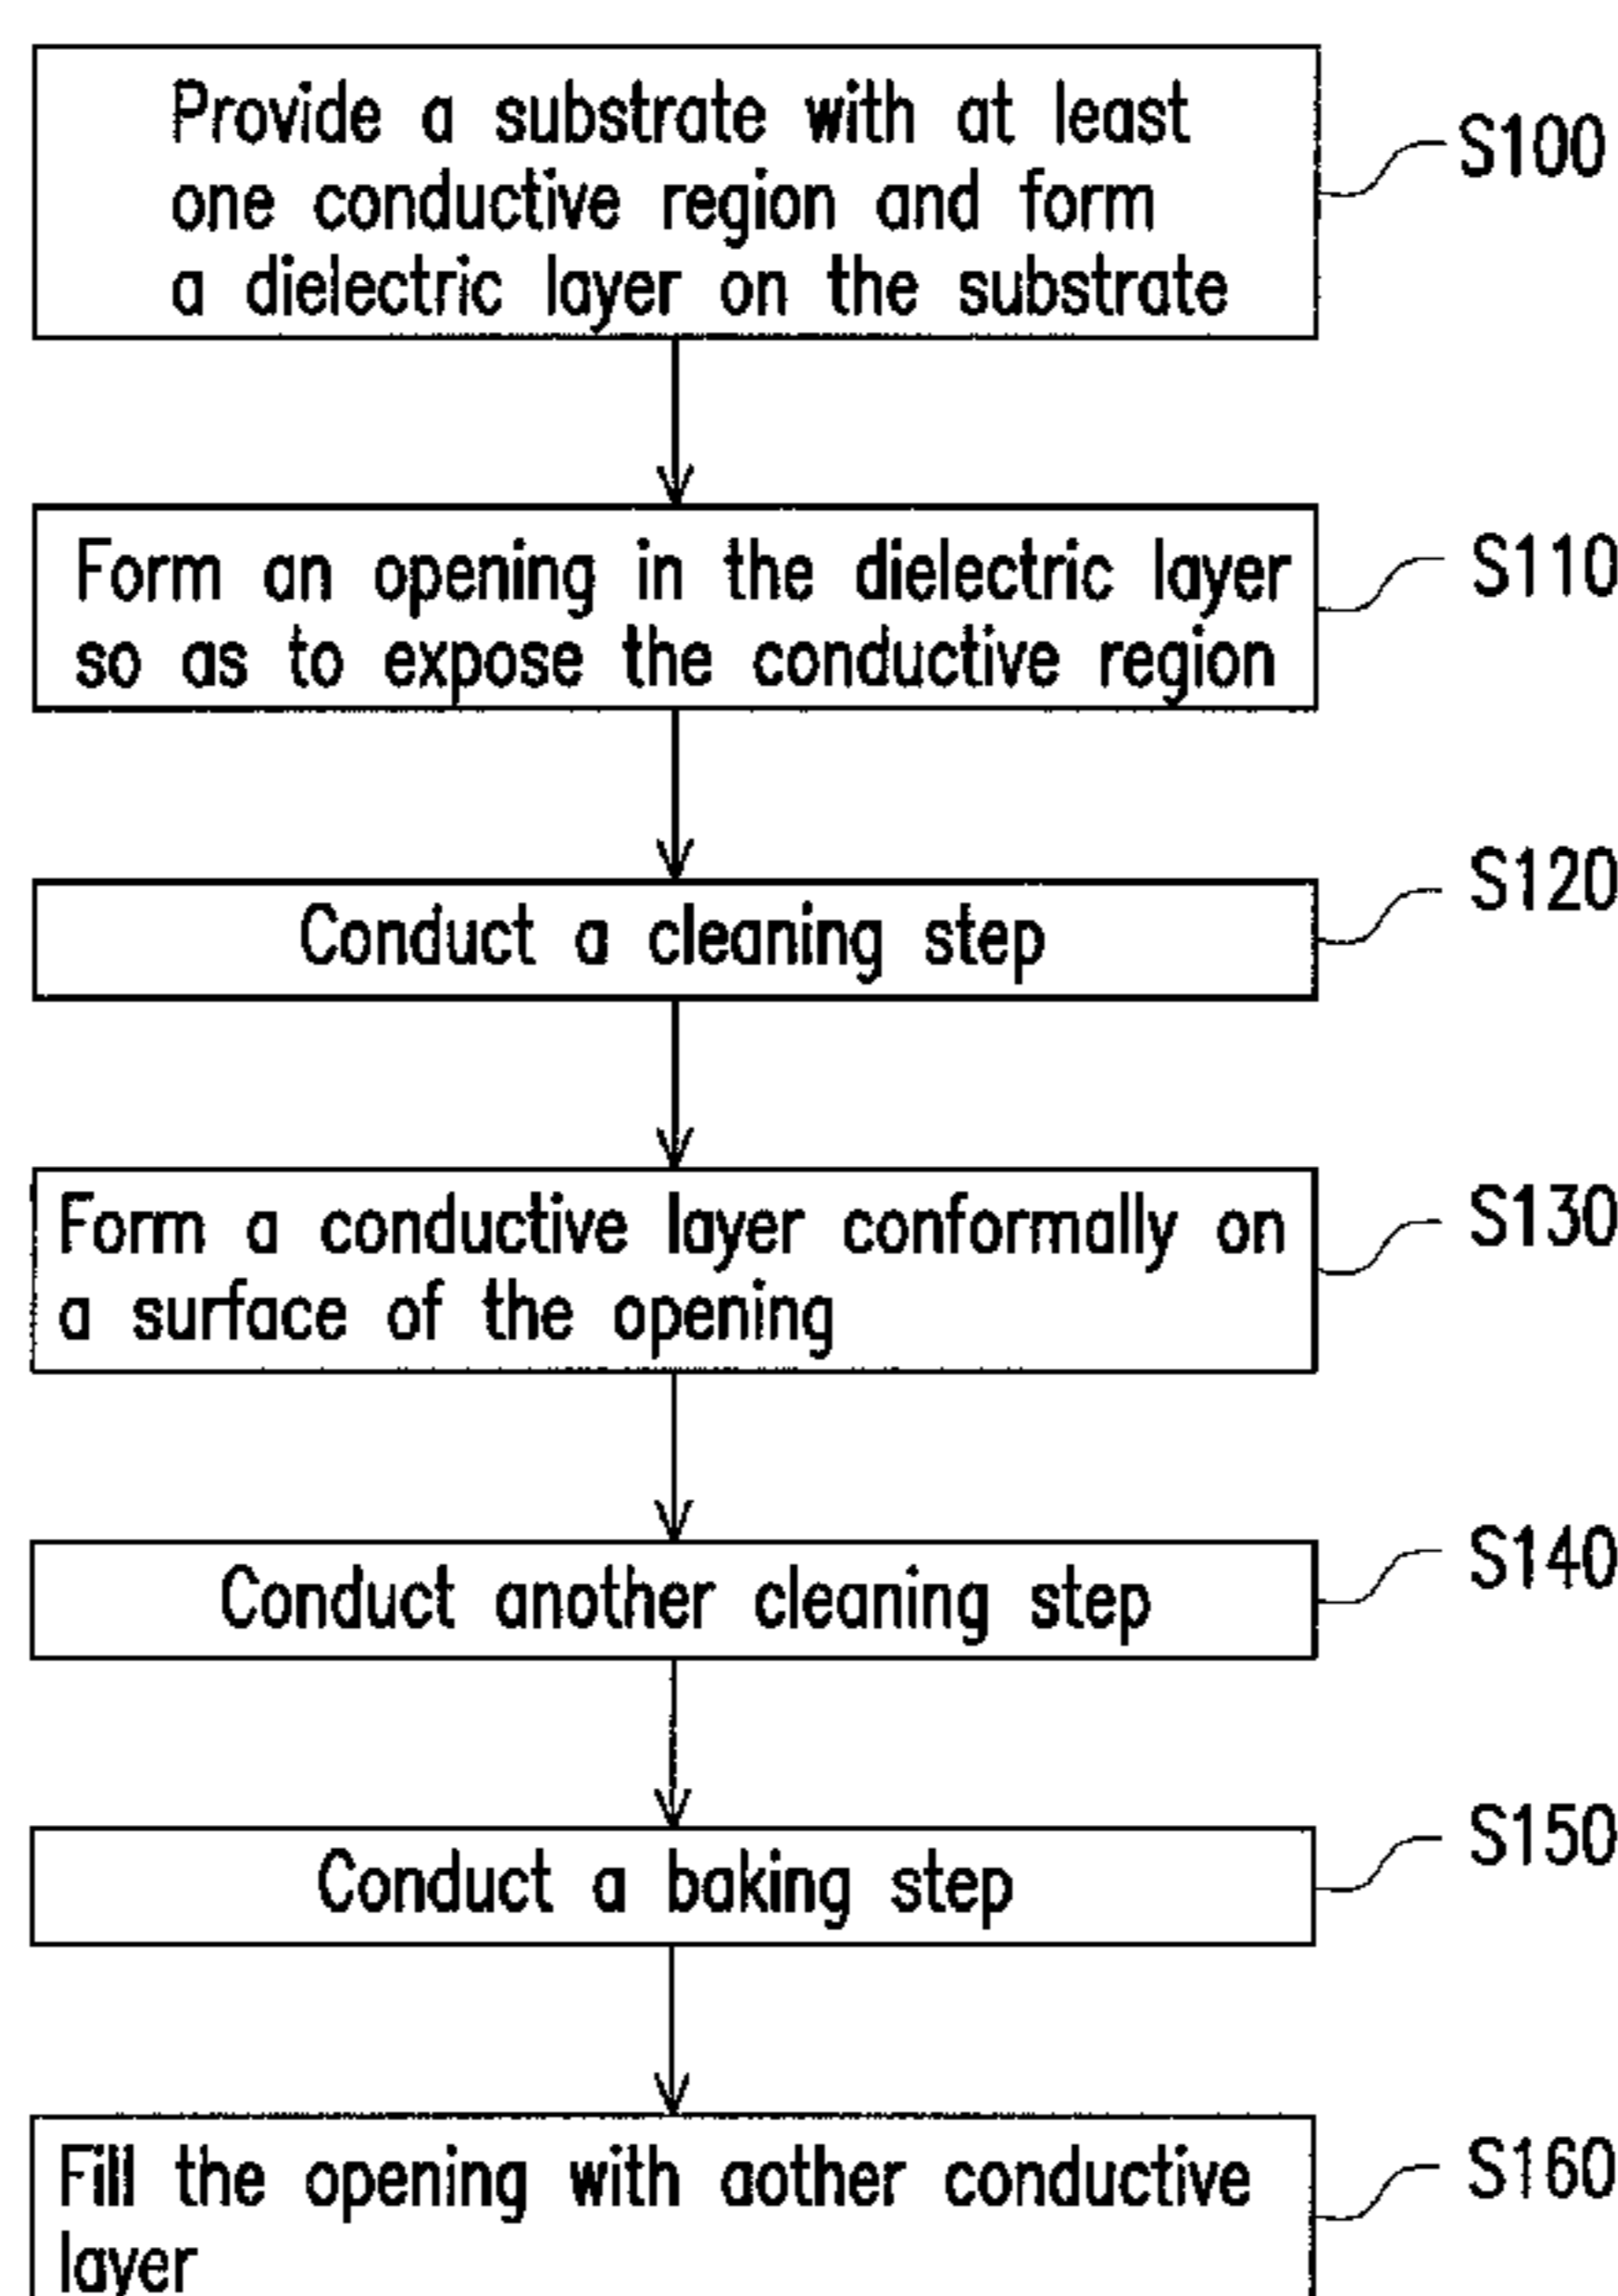 Provide a substrate with at least
one conductive region and form
a dielectric layer on the substrate
S100
Form an opening in the dielectric layer
so as to expose the conductive region
S110
Conduct a cleaning step
S120
Form a conductive layer conformally on
a surface of the opening
S130
Conduct another cleaning step
S140
Conduct a baking step
S150
Fill the opening with aother conductive
layer
S160